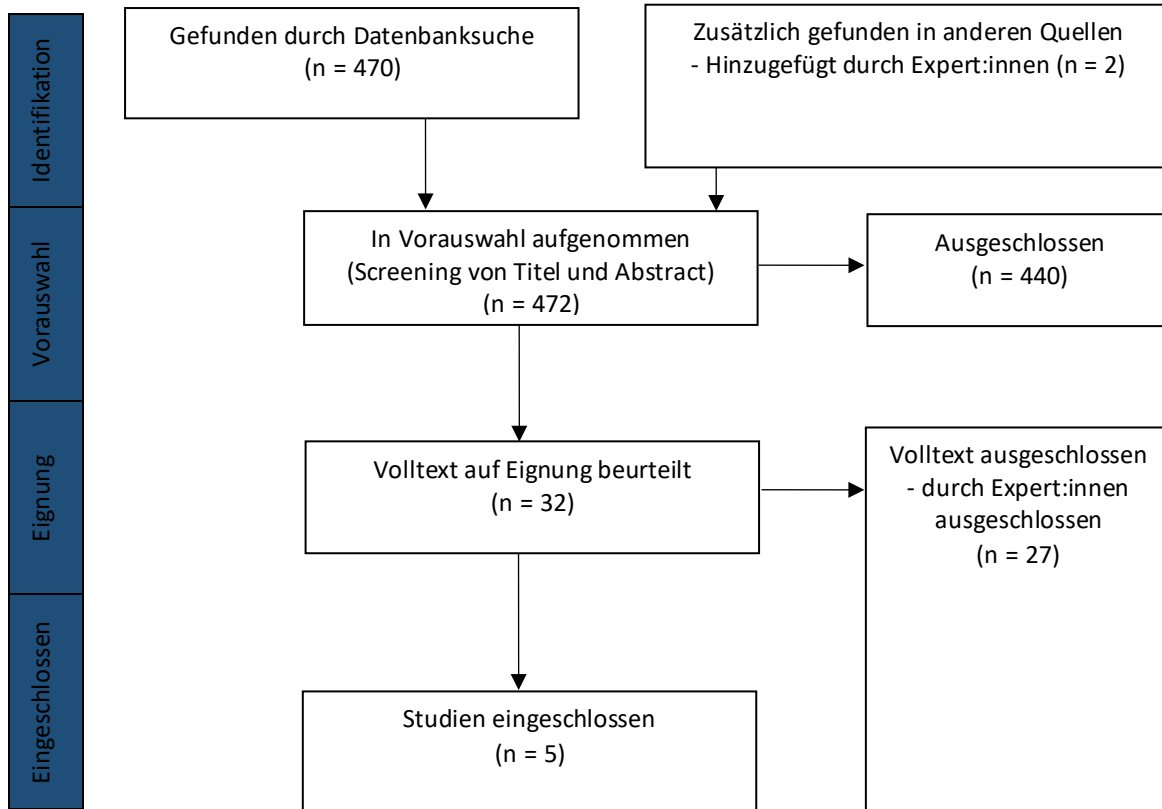 Identifikation
Gefunden durch Datenbanksuche
(n = 470)
Zusätzlich gefunden in anderen Quellen
- Hinzugefügt durch Expert:innen (n = 2)
Vorauswahl
In Vorauswahl aufgenommen
(Screening von Titel und Abstract)
(n = 472)
Ausgeschlossen
(n = 440)
Eignung
Volltext auf Eignung beurteilt
(n = 32)
Volltext ausgeschlossen
- durch Expert:innen
ausgeschlossen
(n = 27)
Eingeschlossen
Studien eingeschlossen
(n = 5)